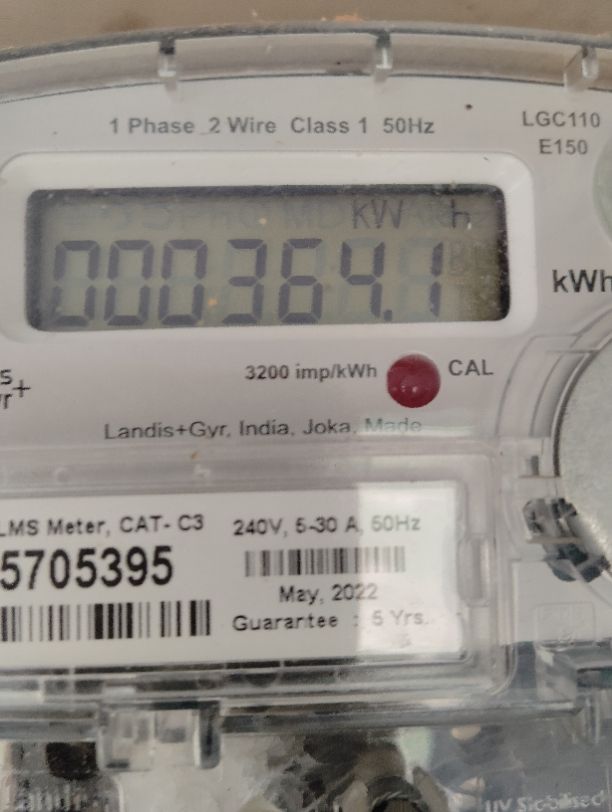 1 Phase 2 Wire Class 1 50Hz
LGC110
E150
kW h
000364.1
kWh
s
r+
3200 imp/kWh
CAL
Landis+Gyr, India, Joka, Made
LMS Meter, CAT- C3
240V, 5-30 A, 50Hz
5705395
May, 2022
Guarantee : 5 Yrs.